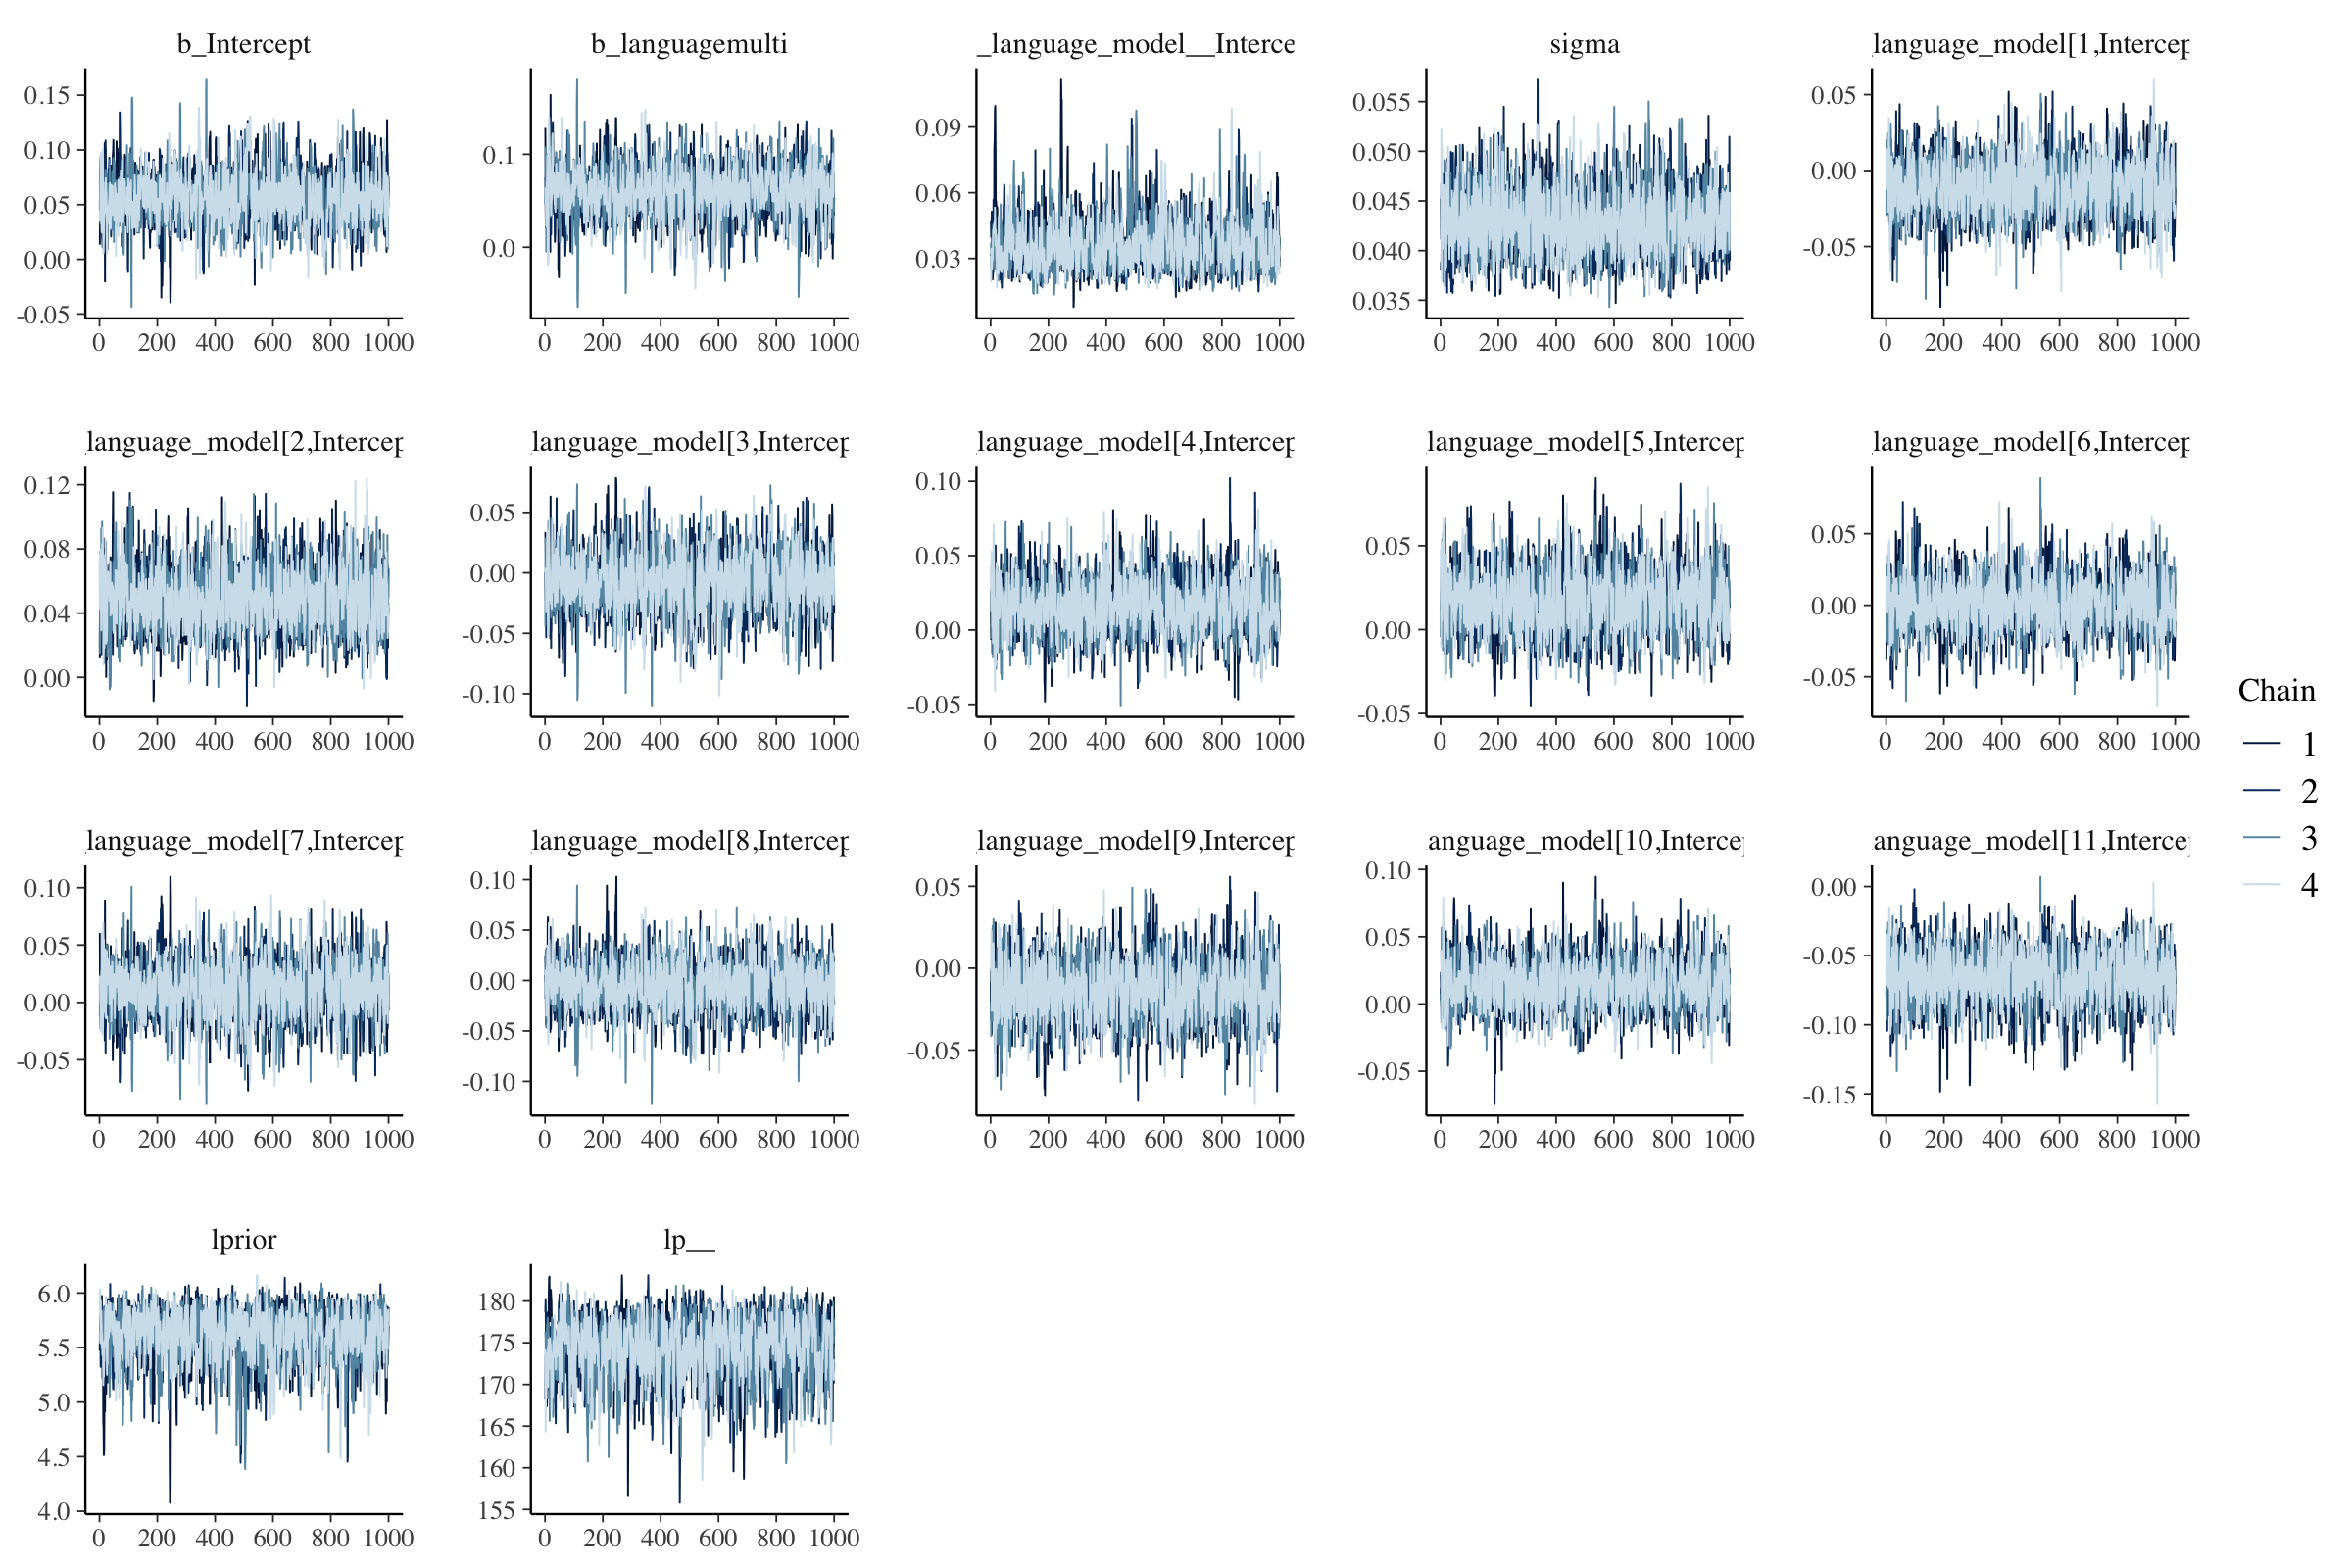 b_Intercept b_languagemulti _language_model__Interce sigma language_model[1,Intercep
0.15 0.10 0.05 0.00 -0.05
0.1 0.0
0.09 0.06 0.03
0.055 0.050 0.045 0.040 0.035
0.05 0.00 -0.05
0 200 400 600 800 1000 0 200 400 600 800 1000 0 200 400 600 800 1000 0 200 400 600 800 1000 0 200 400 600 800 1000
language_model[2,Intercep language_model[3,Intercep language_model[4,Intercep language_model[5,Intercep language_model[6,Intercep
0.12 0.08 0.04 0.00
0.05 0.00 -0.05 -0.10
0.10 0.05 0.00 -0.05
0.05 0.00 -0.05
0.05 0.00 -0.05
0 200 400 600 800 1000 0 200 400 600 800 1000 0 200 400 600 800 1000 0 200 400 600 800 1000 0 200 400 600 800 1000
Chain
1
2
3
4
language_model[7,Intercep language_model[8,Intercep language_model[9,Intercep anguage_model[10,Interce anguage_model[11,Interce
0.10 0.05 0.00 -0.05
0.10 0.05 0.00 -0.05 -0.10
0.05 0.00 -0.05
0.10 0.05 0.00 -0.05
0.00 -0.05 -0.10 -0.15
0 200 400 600 800 1000 0 200 400 600 800 1000 0 200 400 600 800 1000 0 200 400 600 800 1000 0 200 400 600 800 1000
lprior lp__
6.0 5.5 5.0 4.5 4.0
180 175 170 165 160 155
0 200 400 600 800 1000 0 200 400 600 800 1000